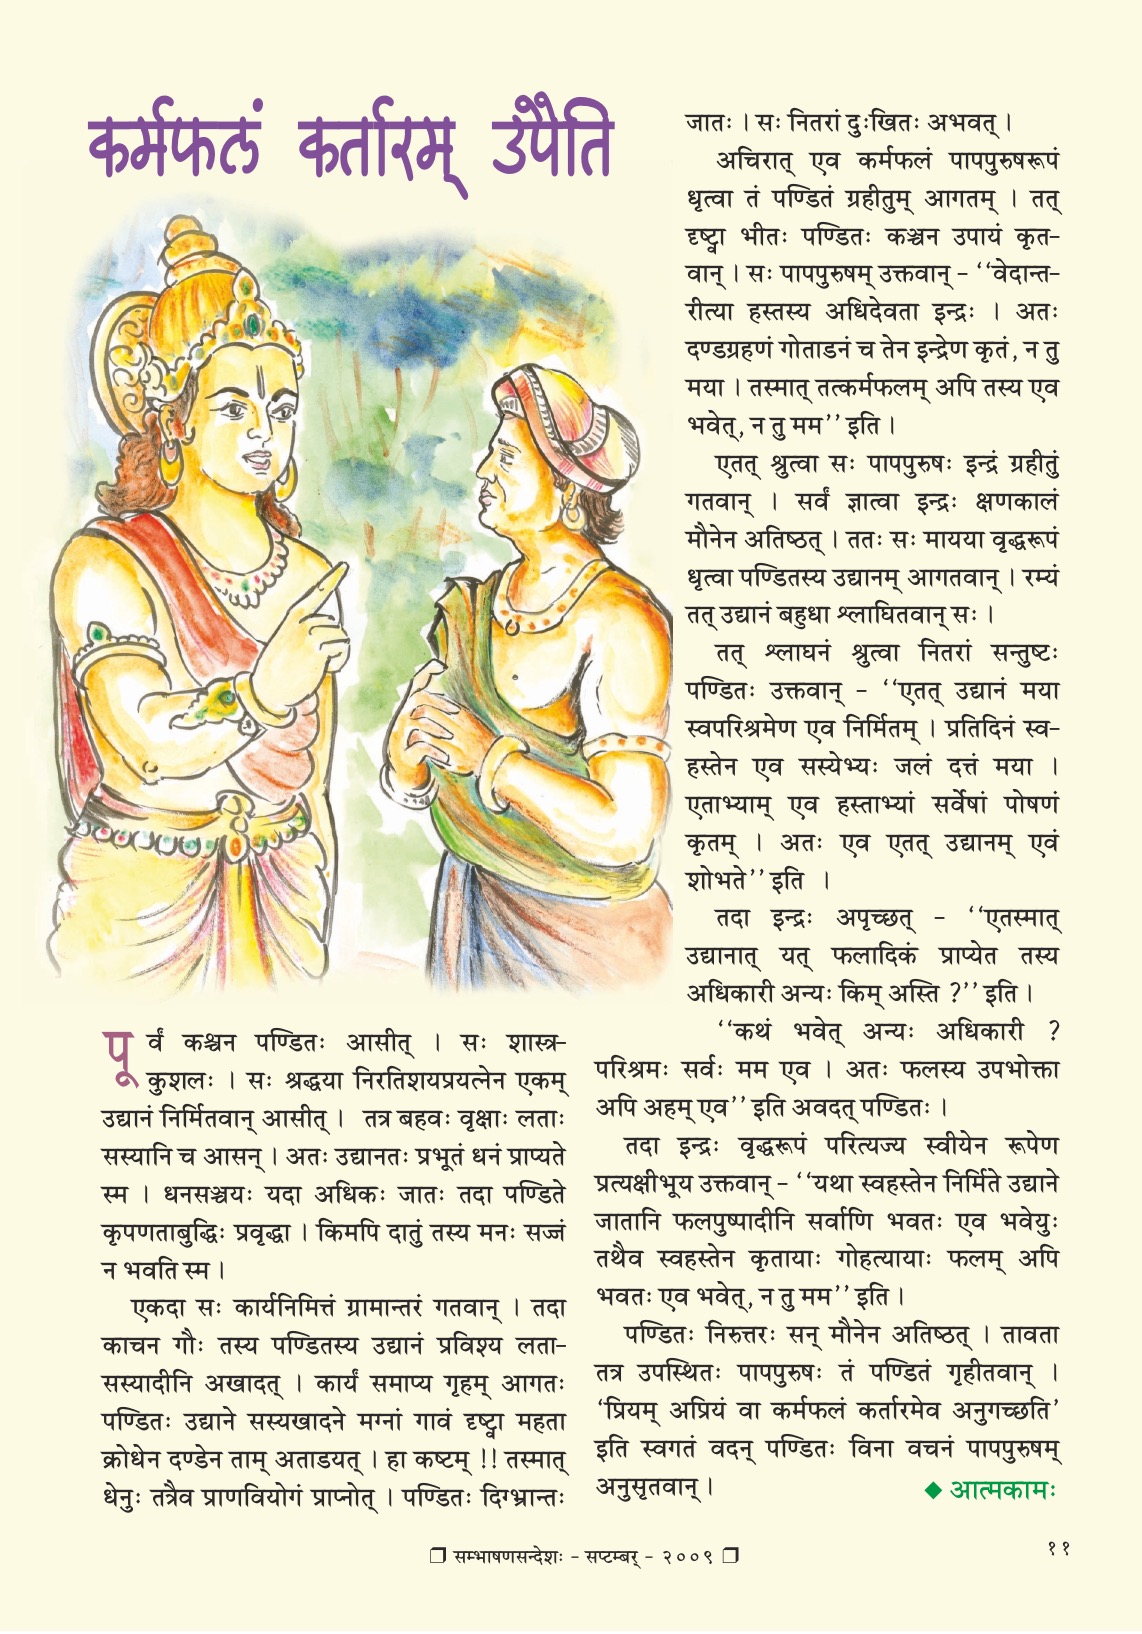 कर्मफलं कर्तारम् उपैति
पूर्वं कश्चन पण्डितः आसीत् । सः शास्त्र-
कुशलः । सः श्रद्धया निरतिशयप्रयत्नेन एकम्
उद्यानं निर्मितवान् आसीत् । तत्र बहवः वृक्षाः लताः
सस्यानि च आसन् । अतः उद्यानतः प्रभूतं धनं प्राप्यते
स्म । धनसञ्चयः यदा अधिकः जातः तदा पण्डिते
कृपणताबुद्धिः प्रवृद्धा । किमपि दातुं तस्य मनः सज्जं
न भवति स्म ।
एकदा सः कार्यनिमित्तं ग्रामान्तरं गतवान् । तदा
काचन गौः तस्य पण्डितस्य उद्यानं प्रविश्य लता-
सस्यादीनि अखादत् । कार्यं समाप्य गृहम् आगतः
पण्डितः उद्याने सस्यखादने मग्नां गावं दृष्ट्वा महता
क्रोधेन दण्डेन ताम् अताडयत् । हा कष्टम् !! तस्मात्
धेनुः तत्रैव प्राणवियोगं प्राप्नोत् । पण्डितः दिग्भ्रान्तः
जातः । सः नितरां दुःखितः अभवत् ।
अचिरात् एव कर्मफलं पापपुरुषरूपं
धृत्वा तं पण्डितं ग्रहीतुम् आगतम् । तत्
दृष्ट्वा भीतः पण्डितः कञ्चन उपायं कृत-
वान् । सः पापपुरुषम् उक्तवान् - ‘‘वेदान्त-
रीत्या हस्तस्य अधिदेवता इन्द्रः । अतः
दण्डग्रहणं गोताडनं च तेन इन्द्रेण कृतं, न तु
मया । तस्मात् तत्कर्मफलम् अपि तस्य एव
भवेत्, न तु मम’’ इति ।
एतत् श्रुत्वा सः पापपुरुषः इन्द्रं ग्रहीतुं
गतवान् । सर्वं ज्ञात्वा इन्द्रः क्षणकालं
मौनेन अतिष्ठत् । ततः सः मायया वृद्धरूपं
धृत्वा पण्डितस्य उद्यानम् आगतवान् । रम्यं
तत् उद्यानं बहुधा श्लाघितवान् सः ।
तत् श्लाघनं श्रुत्वा नितरां सन्तुष्टः
पण्डितः उक्तवान् - ‘‘एतत् उद्यानं मया
स्वपरिश्रमेण एव निर्मितम् । प्रतिदिनं स्व-
हस्तेन एव सस्येभ्यः जलं दत्तं मया ।
एताभ्याम् एव हस्ताभ्यां सर्वेषां पोषणं
कृतम् । अतः एव एतत् उद्यानम् एवं
शोभते’’ इति ।
तदा इन्द्रः अपृच्छत् - ‘‘एतस्मात्
उद्यानात् यत् फलादिकं प्राप्येत तस्य
अधिकारी अन्यः किम् अस्ति ?’’ इति ।
‘‘कथं भवेत् अन्यः अधिकारी ?
परिश्रमः सर्वः मम एव । अतः फलस्य उपभोक्ता
अपि अहम् एव’’ इति अवदत् पण्डितः ।
तदा इन्द्रः वृद्धरूपं परित्यज्य स्वीयेन रूपेण
प्रत्यक्षीभूय उक्तवान् - ‘‘यथा स्वहस्तेन निर्मिते उद्याने
जातानि फलपुष्पादीनि सर्वाणि भवतः एव भवेयुः
तथैव स्वहस्तेन कृतायाः गोहत्यायाः फलम् अपि
भवतः एव भवेत्, न तु मम’’ इति ।
पण्डितः निरुत्तरः सन् मौनेन अतिष्ठत् । तावता
तत्र उपस्थितः पापपुरुषः तं पण्डितं गृहीतवान् ।
‘प्रियम् अप्रियं वा कर्मफलं कर्तारमेव अनुगच्छति’
इति स्वगतं वदन् पण्डितः विना वचनं पापपुरुषम्
अनुसृतवान् ।
◆ आत्मकामः
❐ सम्भाषणसन्देशः - सप्टम्बर् - २००९ ❐
११